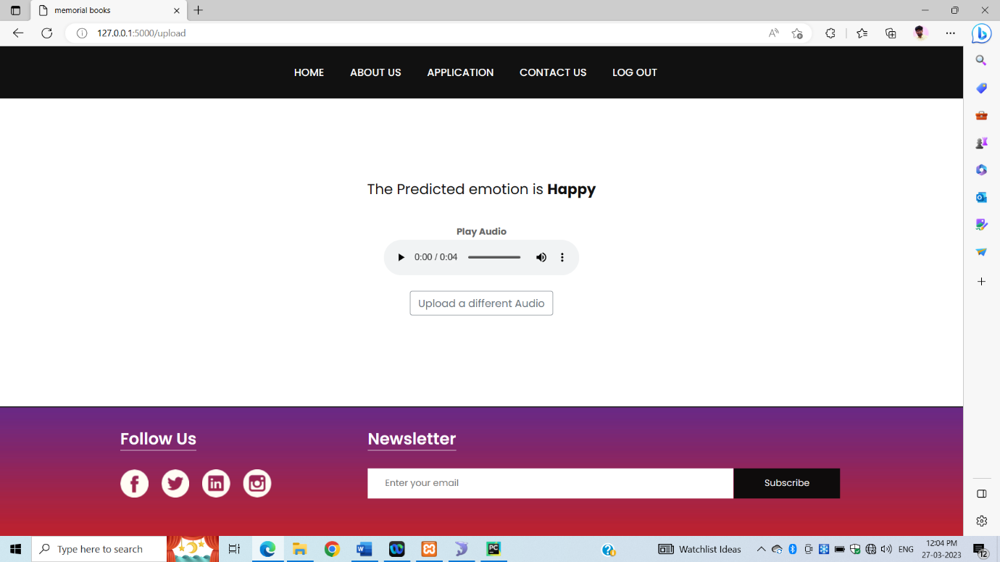 memorial books
127.0.0.1:5000/upload
HOME ABOUT US APPLICATION CONTACT US LOG OUT
The Predicted emotion is Happy
Play Audio
0:00 / 0:04
Upload a different Audio
Follow Us Newsletter
Enter your email Subscribe
Type here to search Watchlist Ideas ENG 12:04 PM
27-03-2023 12